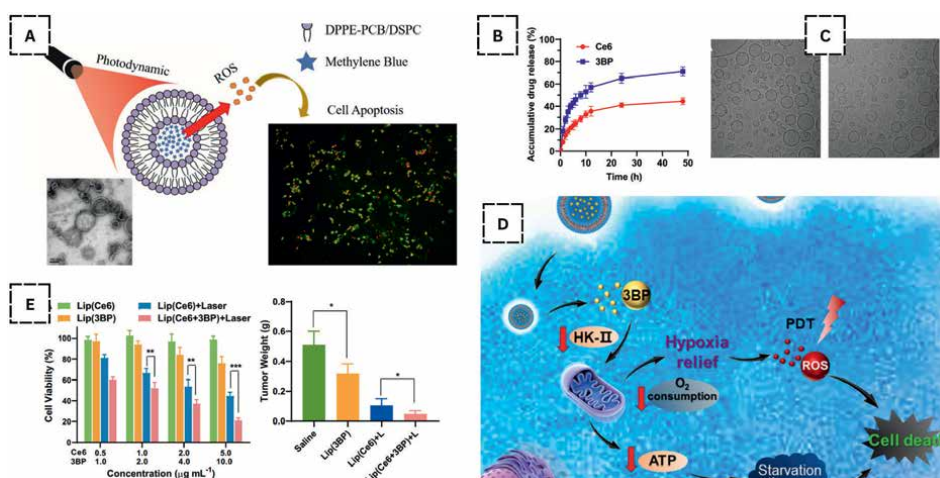 A
Photodynamic
ROS
DPPE-PCB/DSPC
Methylene Blue
Cell Apoptosis
B
Accumulative drug release (%)
100
80
60
40
20
0
Ce6
3BP
0 10 20 30 40 50
Time (h)
C
D
3BP
HK-II
Hypoxia
relief
O2
consumption
PDT
ROS
ATP
Starvation
Cell dead
E
Lip(Ce6) Lip(Ce6)+Laser
Lip(3BP) Lip(Ce6+3BP)+Laser
Cell Viability (%)
100
80
60
40
20
0
** ** ***
Ce6 0.5 1.0 2.0 5.0
3BP 1.0 2.0 4.0 10.0
Concentration (μg mL-1)
Tumor Weight (g)
0.8
0.6
0.4
0.2
0.0
*
*
Saline
Lip(3BP)
Lip(Ce6)+L
Lip(Ce6+3BP)+L